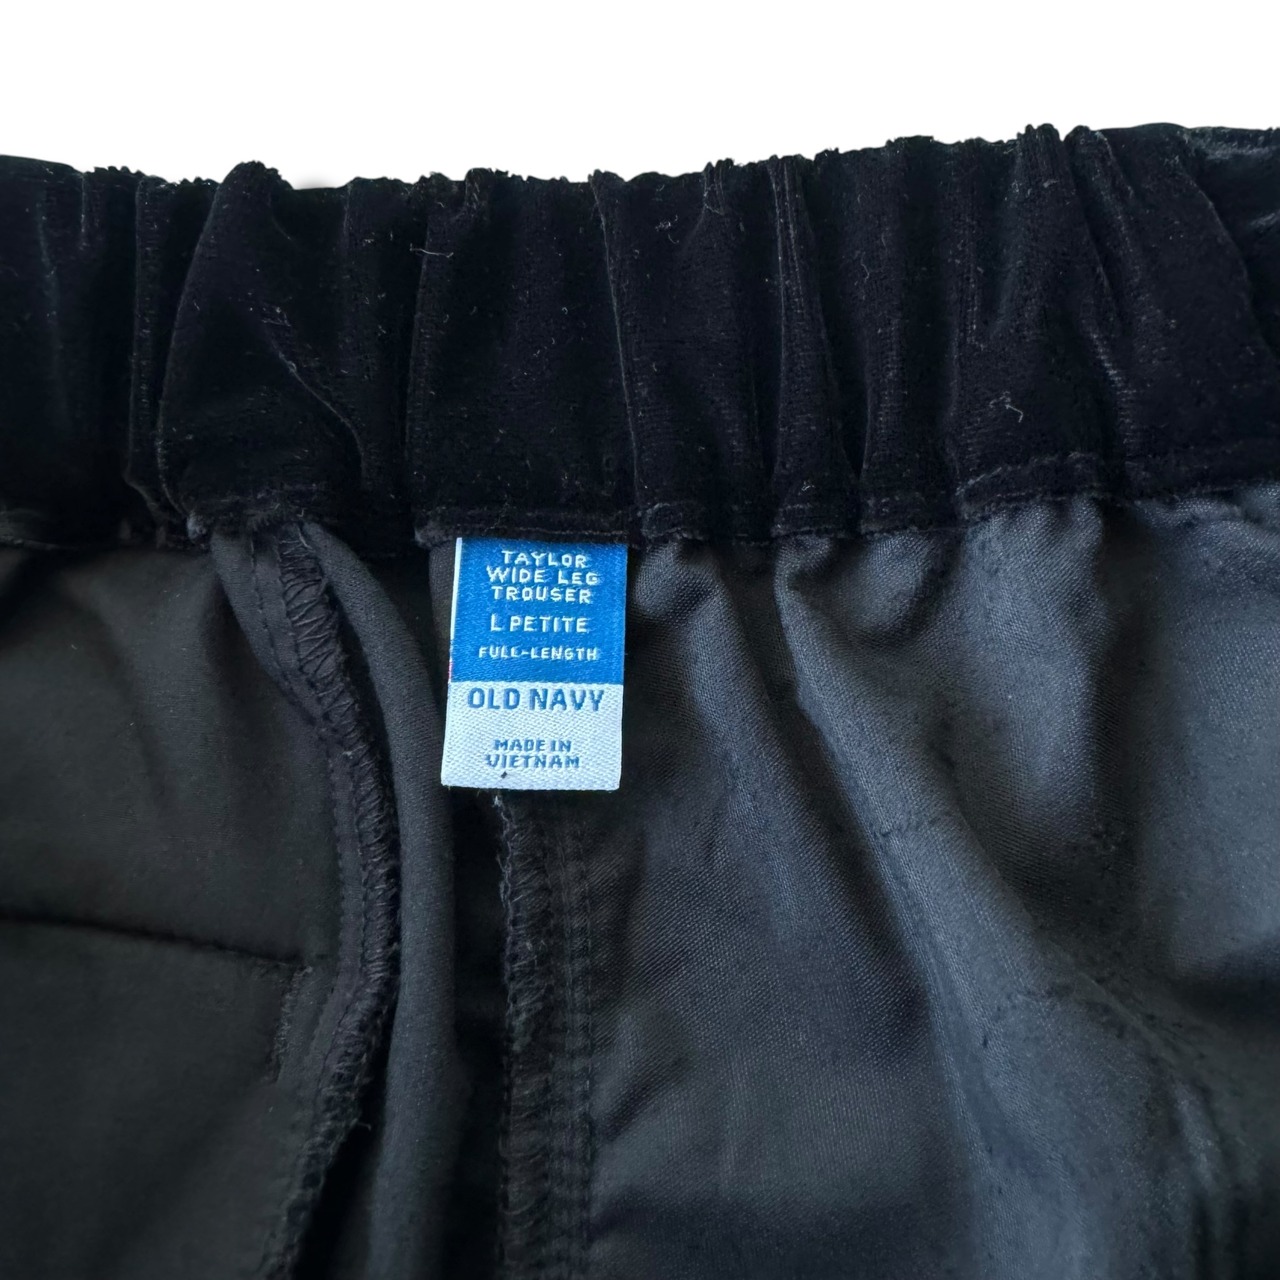 TAYLOR
WIDE LEG
TROUSER
L PETITE
FULL-LENGTH
OLD NAVY
MADE IN
VIETNAM